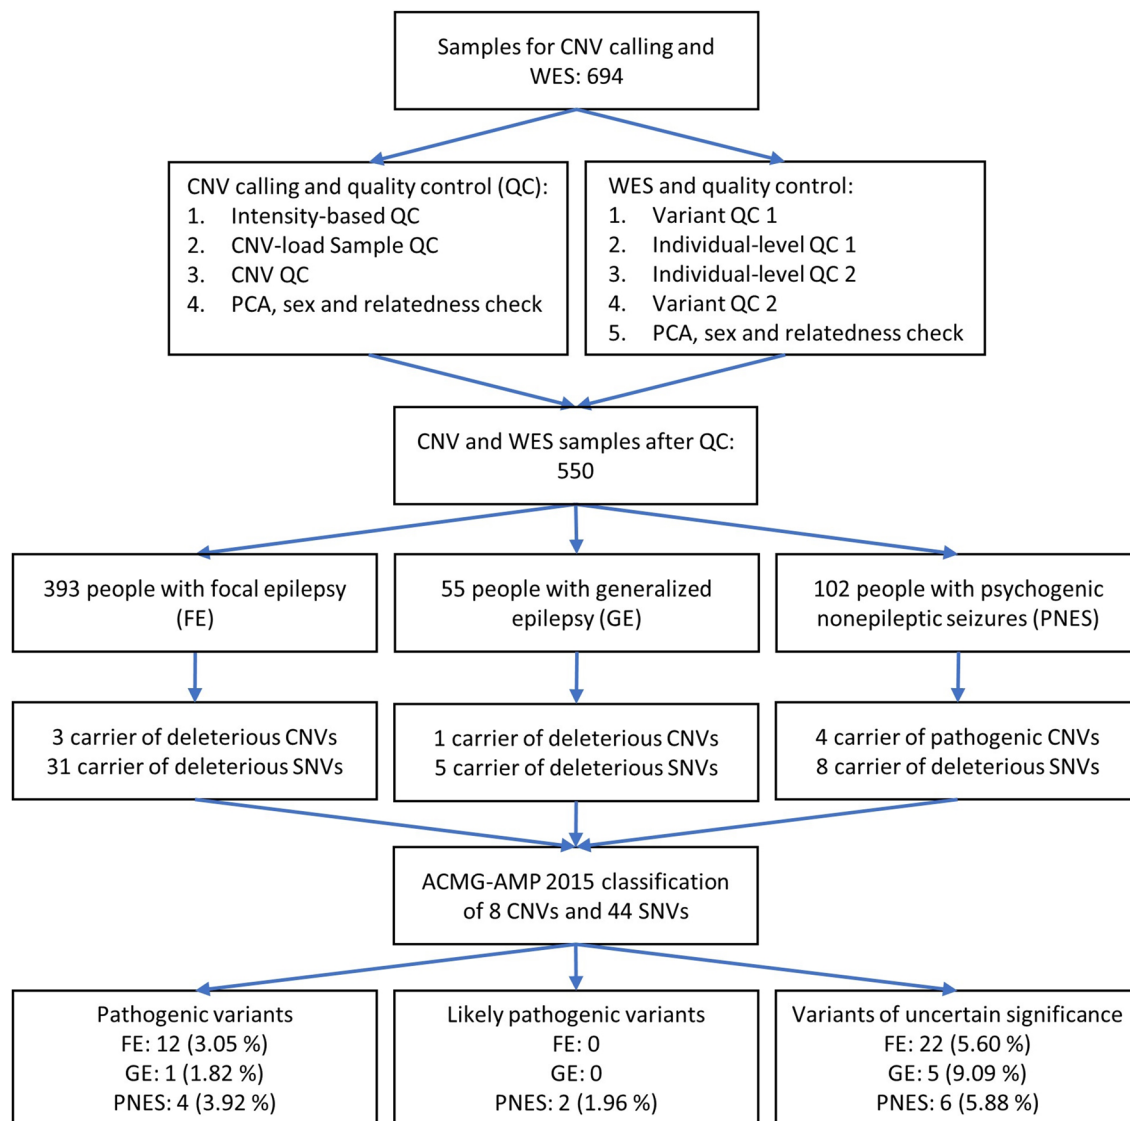 Samples for CNV calling and
WES: 694
CNV calling and quality control (QC):
1. Intensity-based QC
2. CNV-load Sample QC
3. CNV QC
4. PCA, sex and relatedness check
WES and quality control:
1. Variant QC 1
2. Individual-level QC 1
3. Individual-level QC 2
4. Variant QC 2
5. PCA, sex and relatedness check
CNV and WES samples after QC:
550
393 people with focal epilepsy
(FE)
55 people with generalized
epilepsy (GE)
102 people with psychogenic
nonepileptic seizures (PNES)
3 carrier of deleterious CNVs
31 carrier of deleterious SNVs
1 carrier of deleterious CNVs
5 carrier of deleterious SNVs
4 carrier of pathogenic CNVs
8 carrier of deleterious SNVs
ACMG-AMP 2015 classification
of 8 CNVs and 44 SNVs
Pathogenic variants
FE: 12 (3.05 %)
GE: 1 (1.82 %)
PNES: 4 (3.92 %)
Likely pathogenic variants
FE: 0
GE: 0
PNES: 2 (1.96 %)
Variants of uncertain significance
FE: 22 (5.60 %)
GE: 5 (9.09 %)
PNES: 6 (5.88 %)